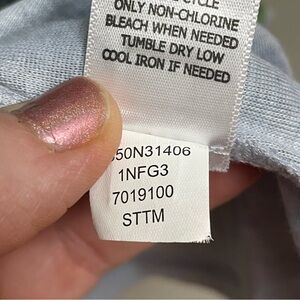 ONLY NON-CHLORINE
BLEACH WHEN NEEDED
TUMBLE DRY LOW
COOL IRON IF NEEDED
50N31406
1NFG3
7019100
STTM